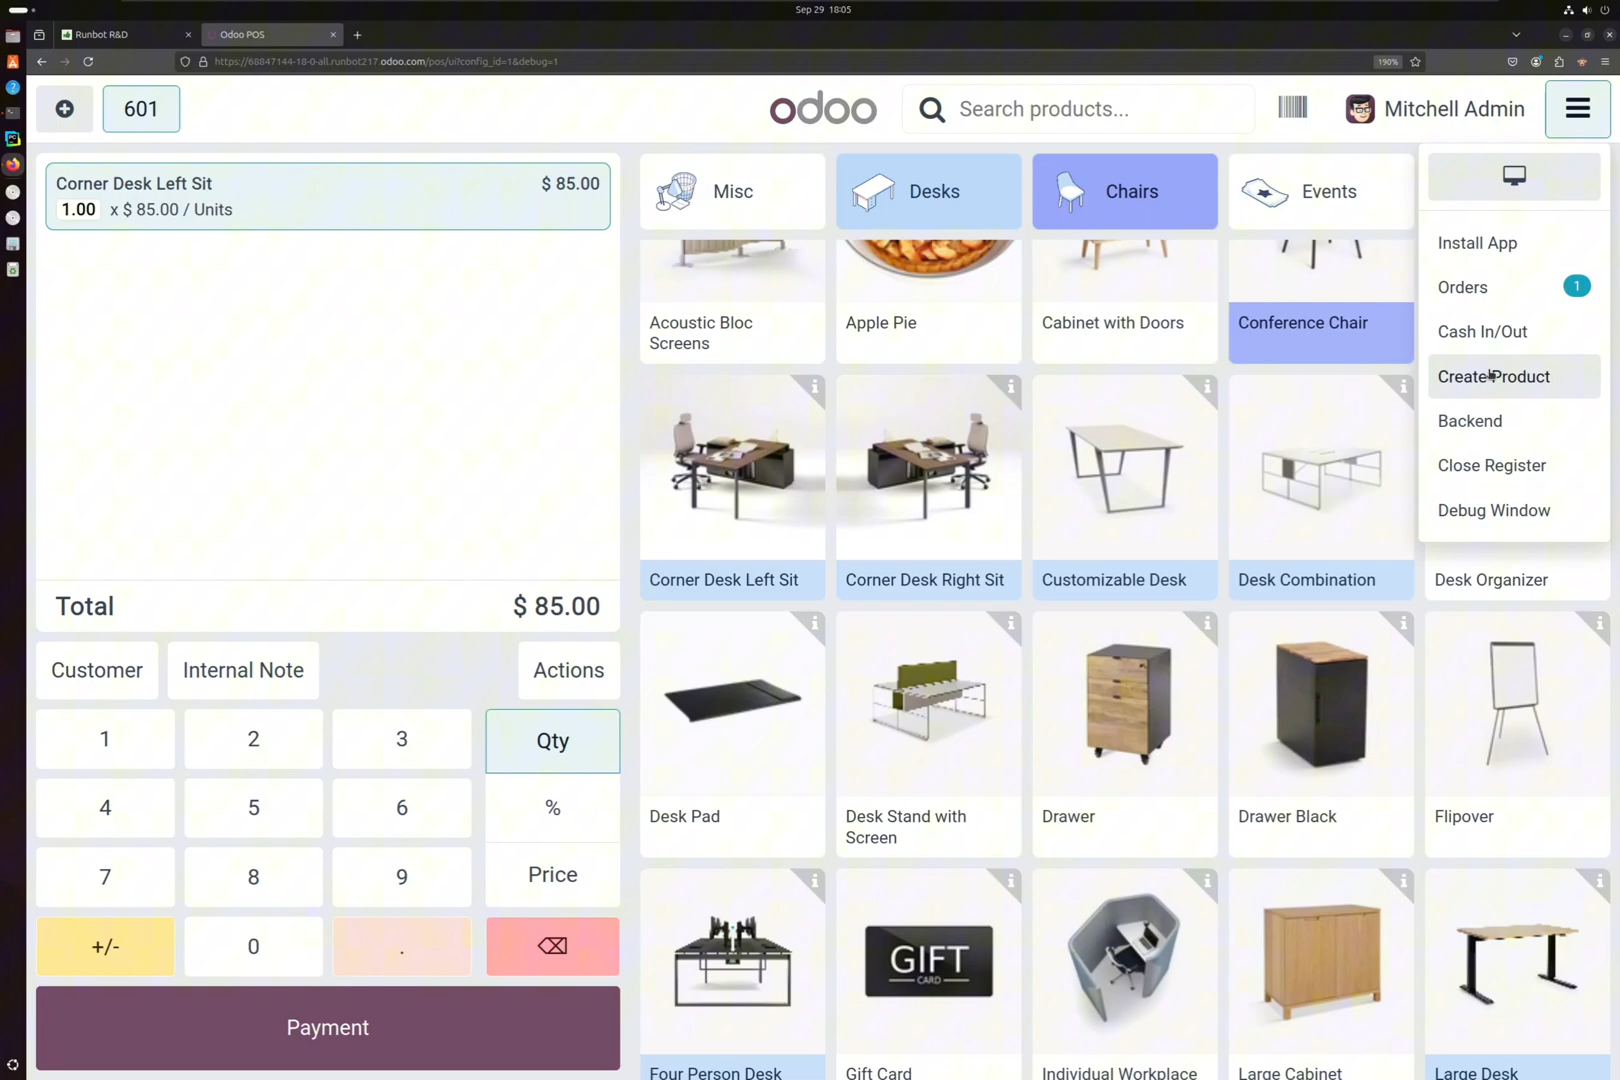 Sep 29 18:05
Runbot R&D
Odoo POS
https://68847144-18-0-all.runbot217.odoo.com/pos/ui?config_id=1&debug=1
190%
601
odoo
Search products...
Mitchell Admin
Corner Desk Left Sit
$ 85.00
1.00 x $ 85.00 / Units
Total
$ 85.00
Customer
Internal Note
Actions
1
2
3
Qty
4
5
6
%
7
8
9
Price
+/-
0
.
Payment
Misc
Desks
Chairs
Events
Acoustic Bloc
Screens
Apple Pie
Cabinet with Doors
Conference Chair
Corner Desk Left Sit
Corner Desk Right Sit
Customizable Desk
Desk Combination
Desk Organizer
Desk Pad
Desk Stand with
Screen
Drawer
Drawer Black
Flipover
GIFT
CARD
Four Person Desk
Gift Card
Individual Workplace
Large Cabinet
Large Desk
Install App
Orders
1
Cash In/Out
Create Product
Backend
Close Register
Debug Window